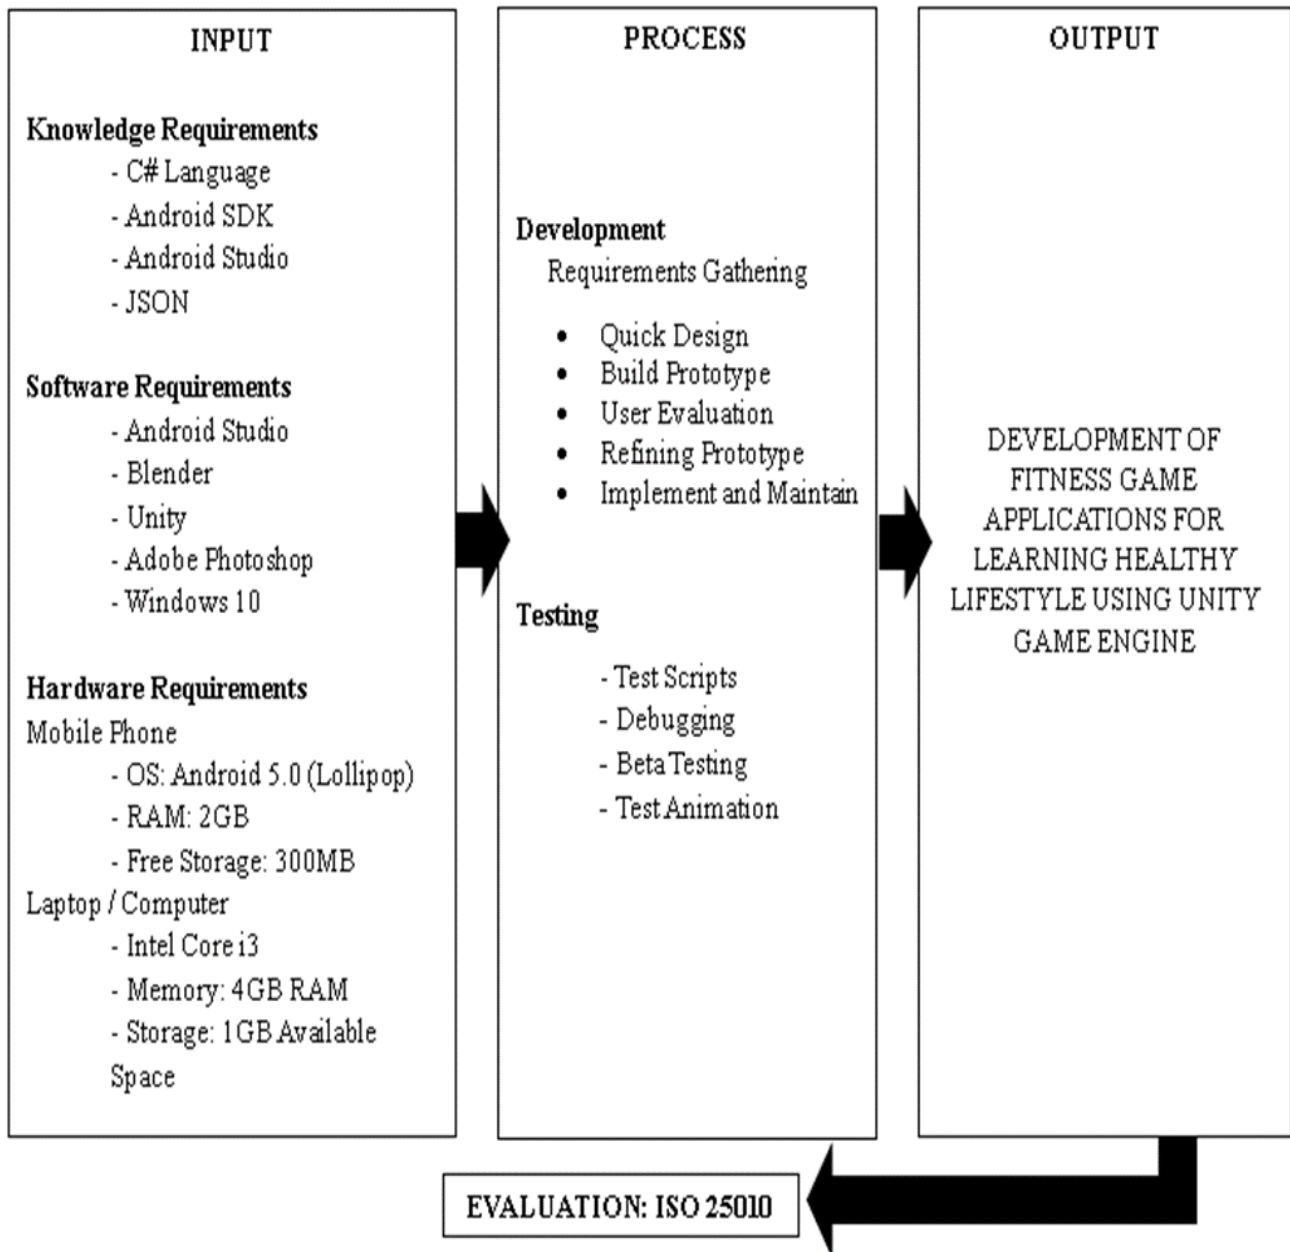 INPUT
Knowledge Requirements
- C# Language
- Android SDK
- Android Studio
- JSON
Software Requirements
- Android Studio
- Blender
- Unity
- Adobe Photoshop
- Windows 10
Hardware Requirements
Mobile Phone
- OS: Android 5.0 (Lollipop)
- RAM: 2GB
- Free Storage: 300MB
Laptop / Computer
- Intel Core i3
- Memory: 4GB RAM
- Storage: 1GB Available
Space
PROCESS
Development
Requirements Gathering
• Quick Design
• Build Prototype
• User Evaluation
• Refining Prototype
• Implement and Maintain
Testing
- Test Scripts
- Debugging
- Beta Testing
- Test Animation
OUTPUT
DEVELOPMENT OF
FITNESS GAME
APPLICATIONS FOR
LEARNING HEALTHY
LIFESTYLE USING UNITY
GAME ENGINE
EVALUATION: ISO 25010